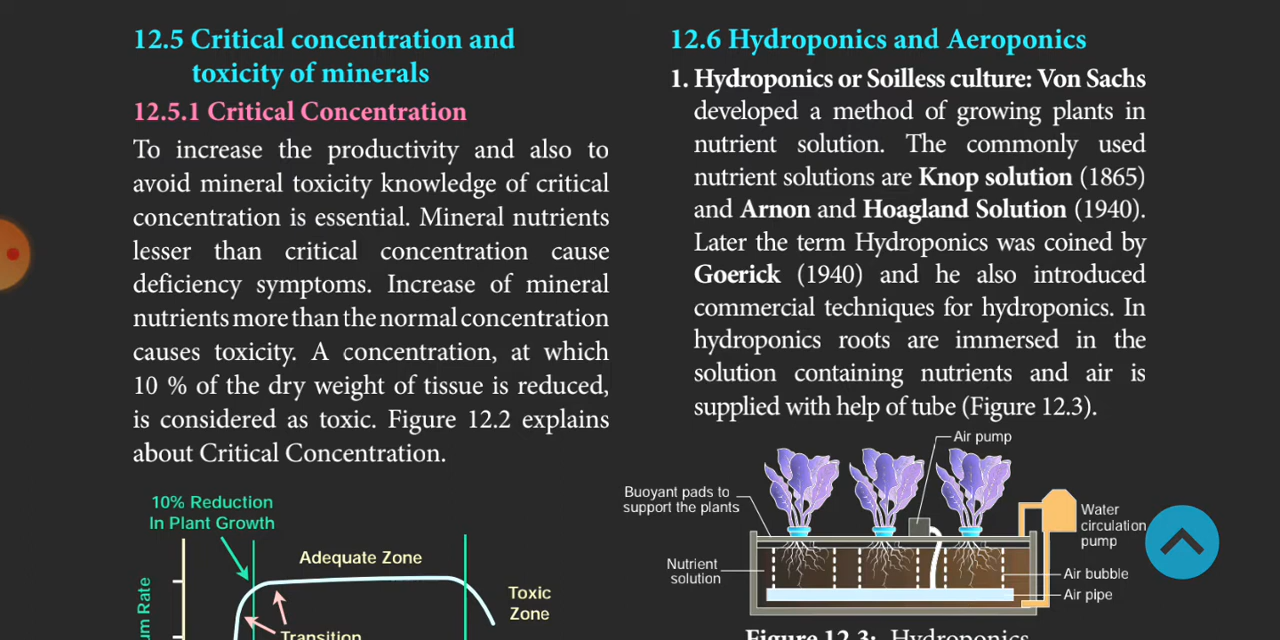 12.5 Critical concentration and
toxicity of minerals
12.5.1 Critical Concentration
To increase the productivity and also to
avoid mineral toxicity knowledge of critical
concentration is essential. Mineral nutrients
lesser than critical concentration cause
deficiency symptoms. Increase of mineral
nutrients more than the normal concentration
causes toxicity. A concentration, at which
10 % of the dry weight of tissue is reduced,
is considered as toxic. Figure 12.2 explains
about Critical Concentration.
10% Reduction
In Plant Growth
Adequate Zone
Toxic
Zone
Transition
um Rate
12.6 Hydroponics and Aeroponics
1. Hydroponics or Soilless culture: Von Sachs
developed a method of growing plants in
nutrient solution. The commonly used
nutrient solutions are Knop solution (1865)
and Arnon and Hoagland Solution (1940).
Later the term Hydroponics was coined by
Goerick (1940) and he also introduced
commercial techniques for hydroponics. In
hydroponics roots are immersed in the
solution containing nutrients and air is
supplied with help of tube (Figure 12.3).
Air pump
Buoyant pads to
support the plants
Water
circulation
pump
Nutrient
solution
Air bubble
Air pipe
Figure 12.3: Hydroponics